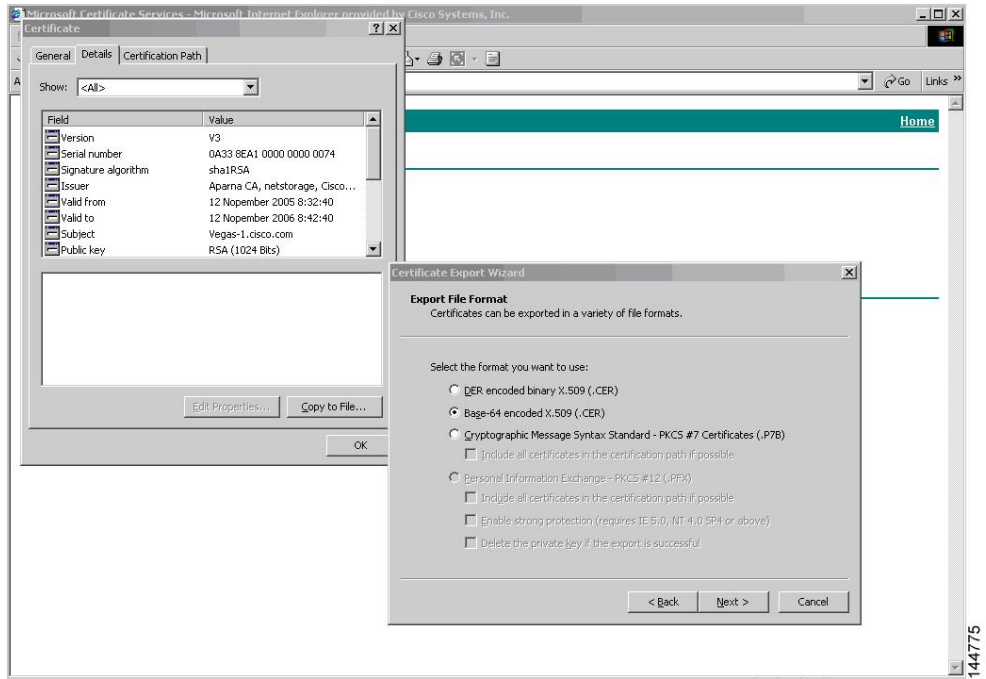 Microsoft Certificate Services - Microsoft Internet Explorer provided by Cisco Systems, Inc.
Certificate
General Details Certification Path
Show: <All>
Field Value
Version V3
Serial number 0A33 8EA1 0000 0000 0074
Signature algorithm sha1RSA
Issuer Aparna CA, netstorage, Cisco...
Valid from 12 Nopember 2005 8:32:40
Valid to 12 Nopember 2006 8:42:40
Subject Vegas-1.cisco.com
Public key RSA (1024 Bits)
Edit Properties... Copy to File...
OK
Go Links »
Home
Certificate Export Wizard
Export File Format
Certificates can be exported in a variety of file formats.
Select the format you want to use:
DER encoded binary X.509 (.CER)
Base-64 encoded X.509 (.CER)
Cryptographic Message Syntax Standard - PKCS #7 Certificates (.P7B)
Include all certificates in the certification path if possible
Personal Information Exchange - PKCS #12 (.PFX)
Include all certificates in the certification path if possible
Enable strong protection (requires IE 5.0, NT 4.0 SP4 or above)
Delete the private key if the export is successful
< Back Next > Cancel
144775